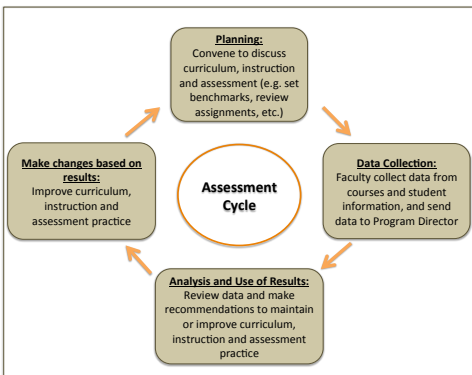 Planning:
Convene to discuss
curriculum, instruction
and assessment (e.g. set
benchmarks, review
assignments, etc.)
Make changes based on
results:
Improve curriculum,
instruction and
assessment practice
Assessment
Cycle
Data Collection:
Faculty collect data from
courses and student
information, and send
data to Program Director
Analysis and Use of Results:
Review data and make
recommendations to maintain
or improve curriculum,
instruction and assessment
practice